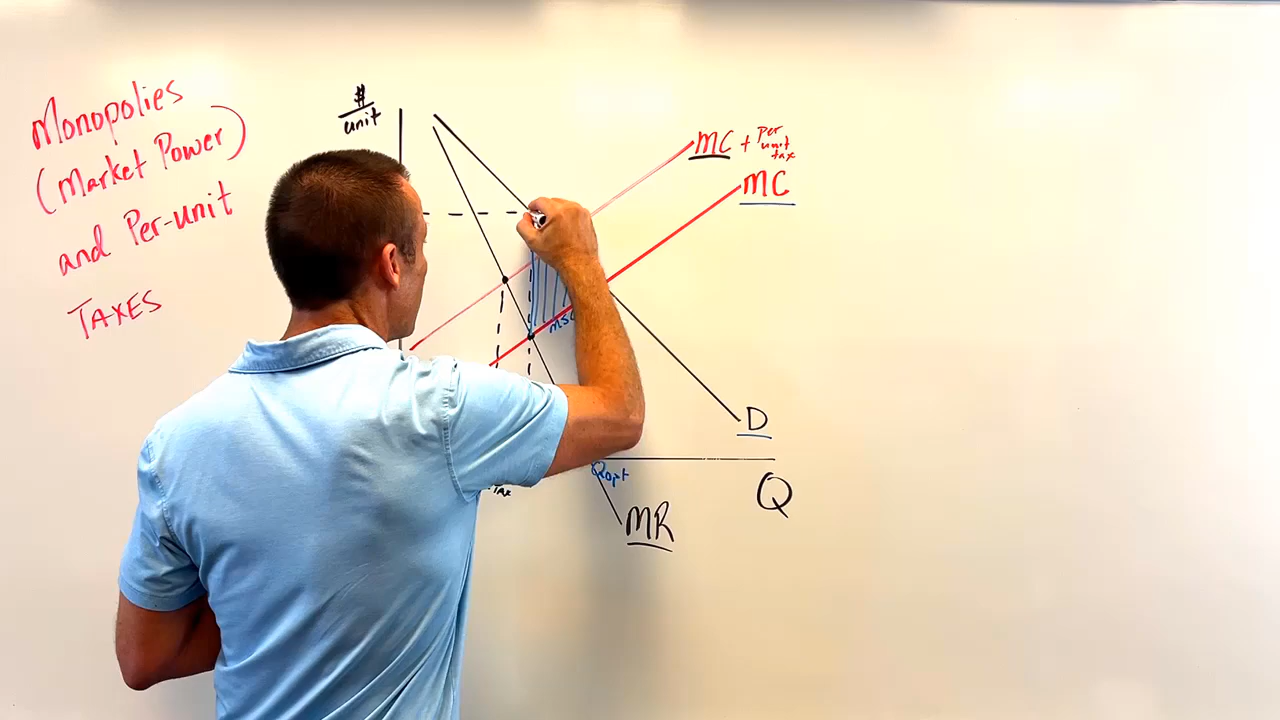 Monopolies
(Market Power)
and Per-unit
TAXES
$
unit
MC + Per
unit
tax
MC
D
Qopt
Q
MR